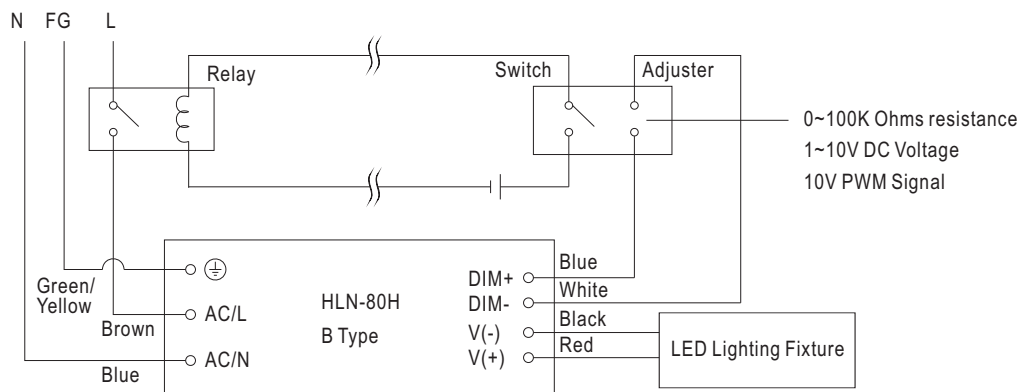 N FG L
Relay
Switch
Adjuster
0~100K Ohms resistance
1~10V DC Voltage
10V PWM Signal
Green/
Yellow
Brown
Blue
AC/L
AC/N
HLN-80H
B Type
DIM+
DIM-
V(-)
V(+)
Blue
White
Black
Red
LED Lighting Fixture